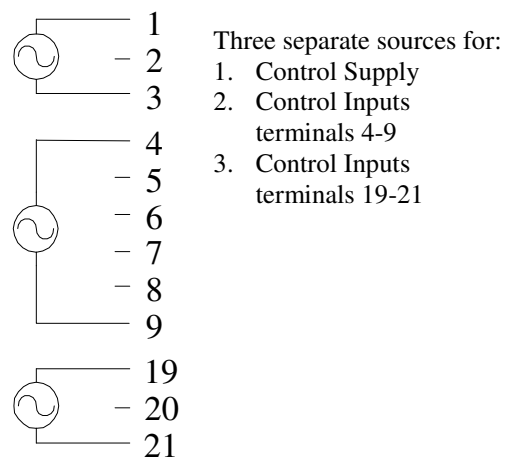 1
2
3
4
5
6
7
8
9
19
20
21
Three separate sources for:
1. Control Supply
2. Control Inputs
terminals 4-9
3. Control Inputs
terminals 19-21